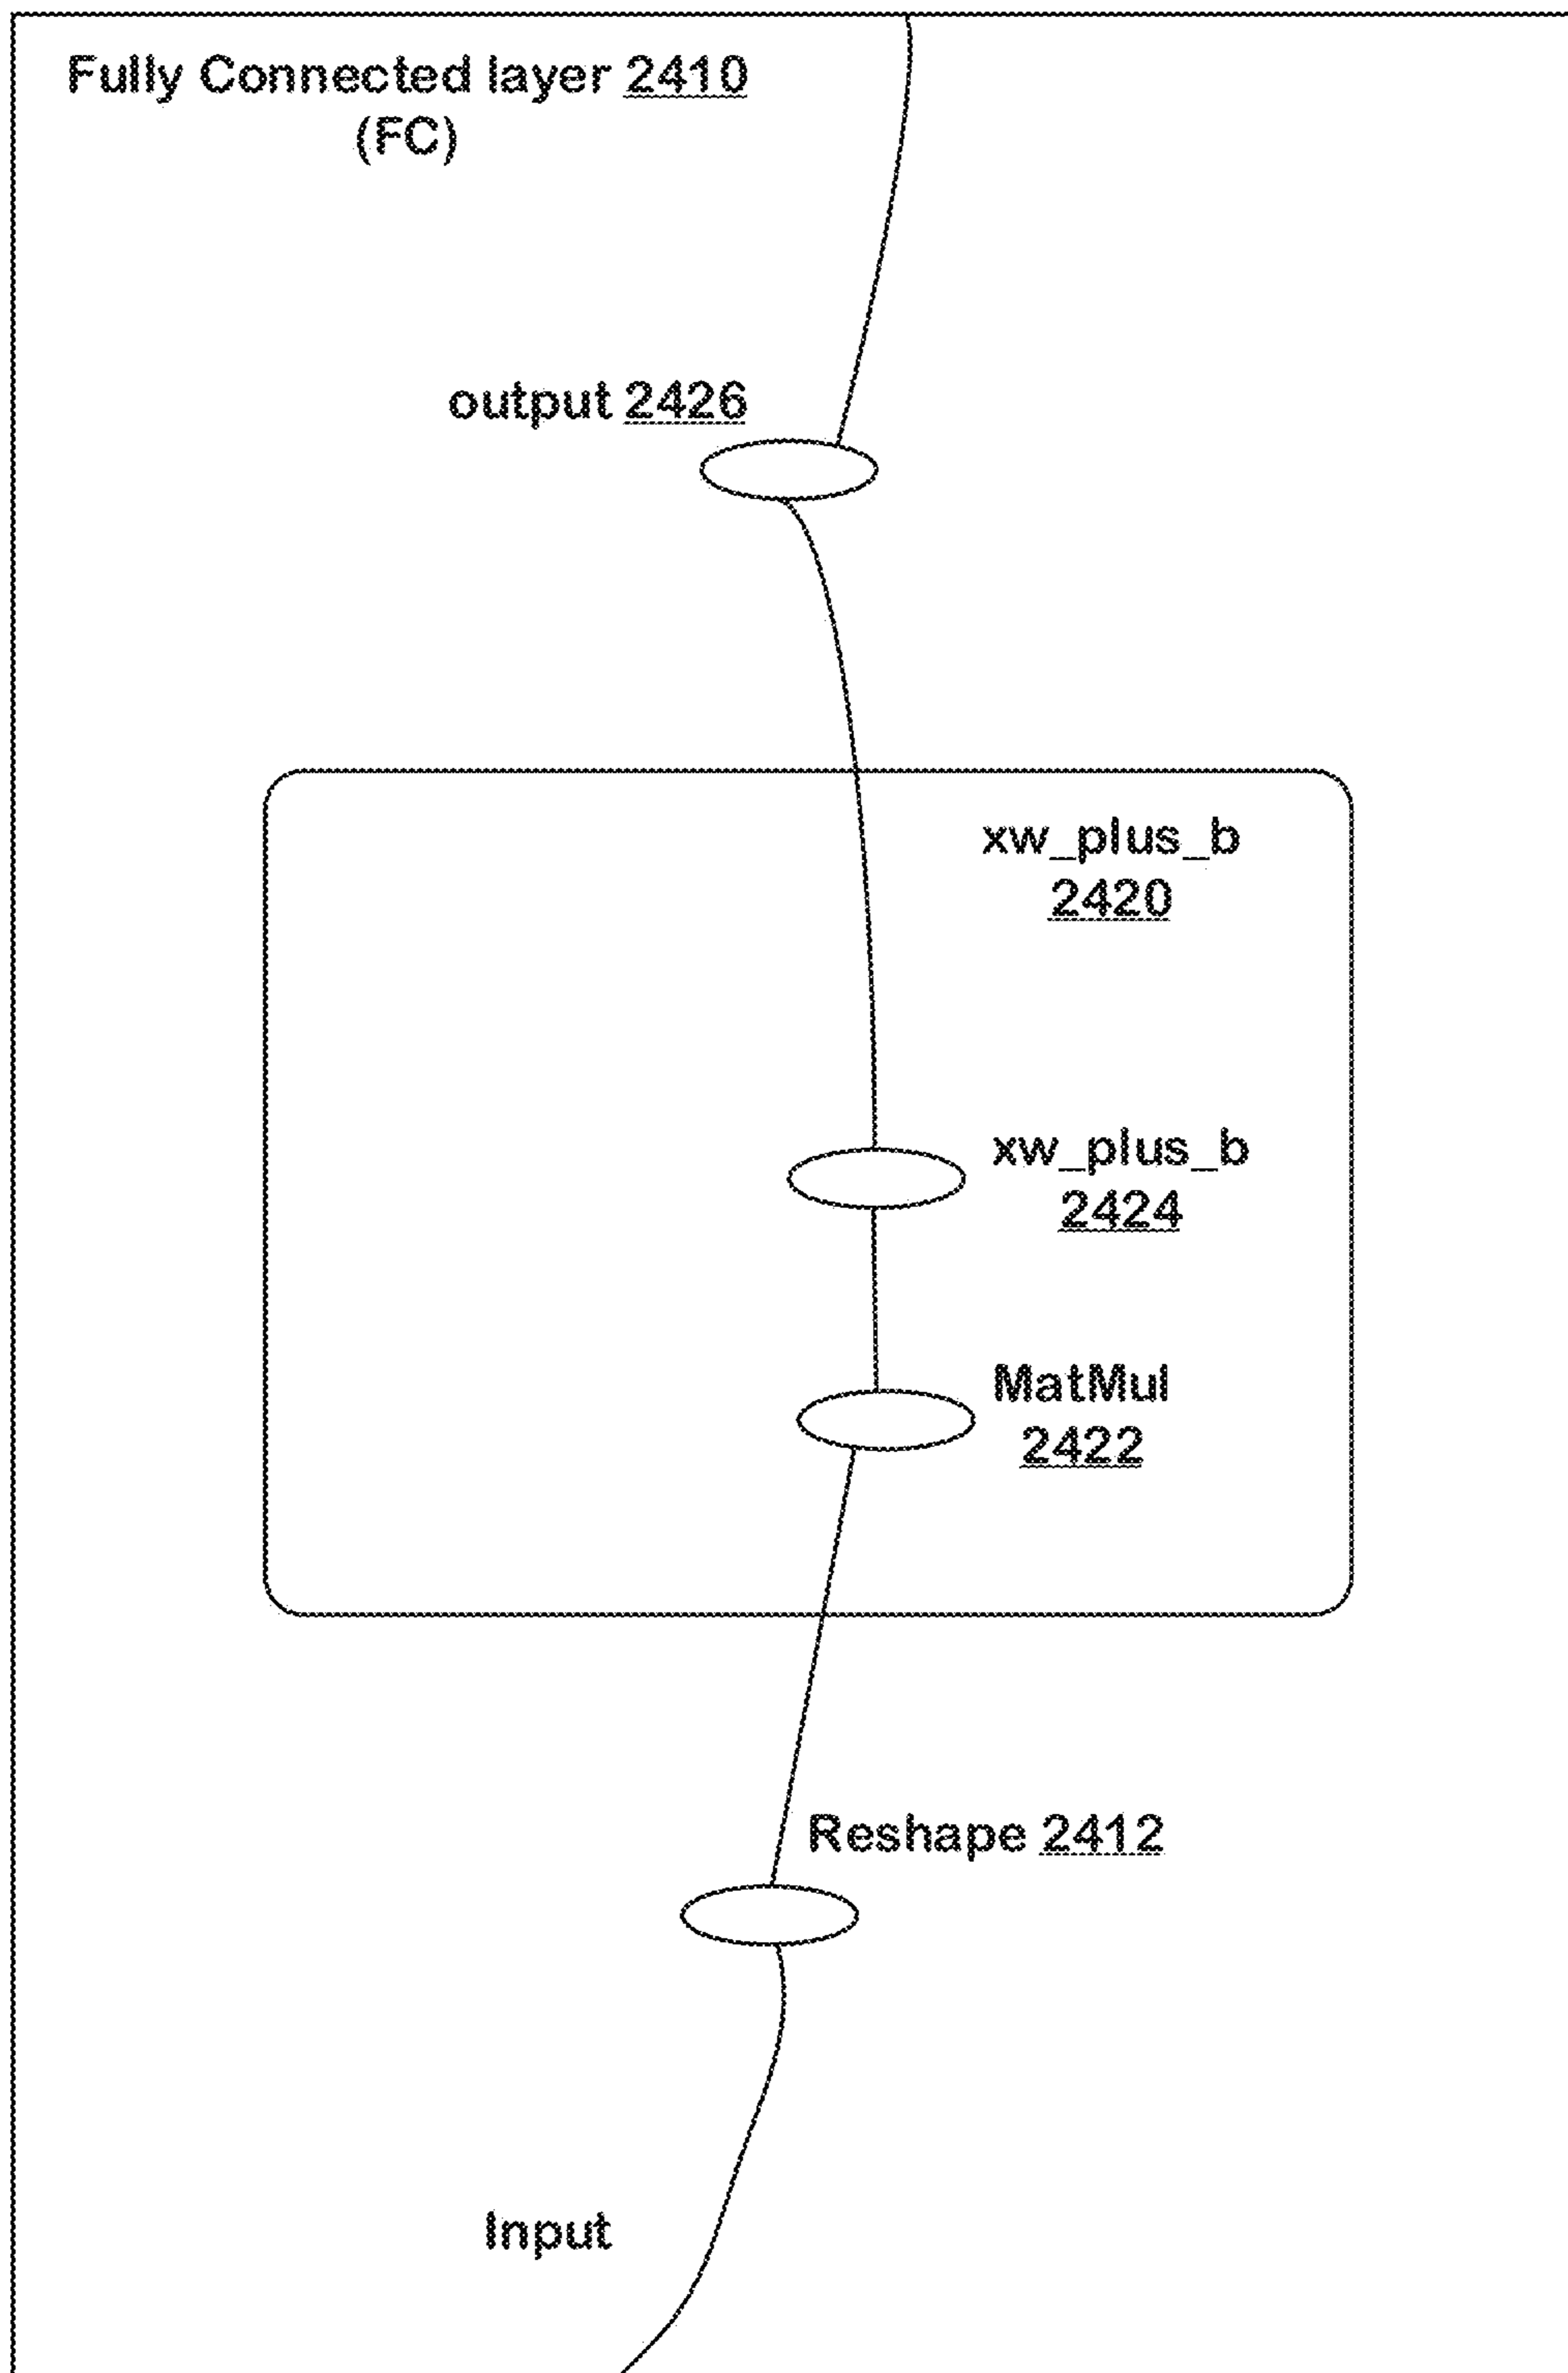 Fully Connected layer 2410
(FC)
output 2426
xw_plus_b
2420
xw_plus_b
2424
MatMul
2422
Reshape 2412
Input